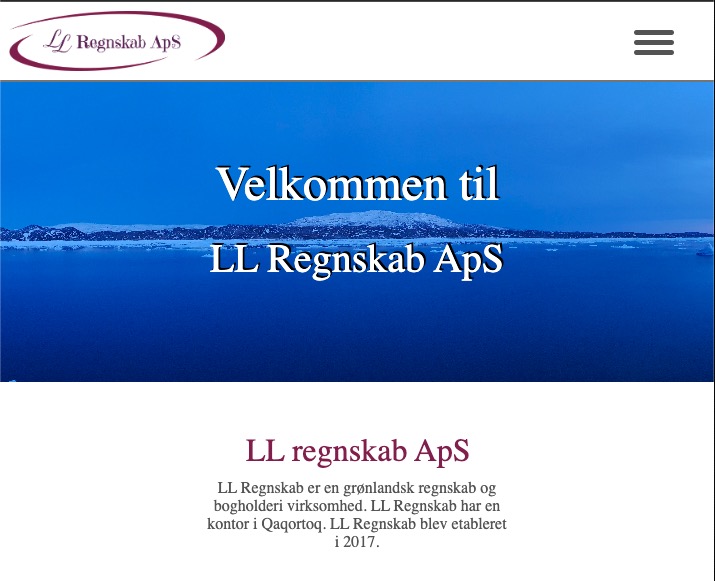 LL Regnskab ApS
Velkommen til
LL Regnskab ApS
LL regnskab ApS
LL Regnskab er en grønlandsk regnskab og
bogholderi virksomhed. LL Regnskab har en
kontor i Qaqortoq. LL Regnskab blev etableret
i 2017.